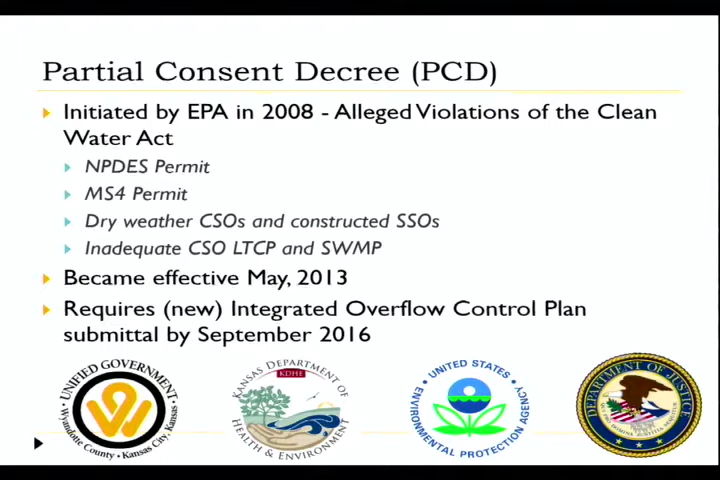 Partial Consent Decree (PCD)
Initiated by EPA in 2008 - Alleged Violations of the Clean
Water Act
NPDES Permit
MS4 Permit
Dry weather CSOs and constructed SSOs
Inadequate CSO LTCP and SWMP
Became effective May, 2013
Requires (new) Integrated Overflow Control Plan
submittal by September 2016
UNIFIED GOVERNMENT
Wyandotte County • Kansas City, Kansas
KANSAS DEPARTMENT OF
KDHE
HEALTH & ENVIRONMENT
UNITED STATES
ENVIRONMENTAL PROTECTION AGENCY
DEPARTMENT OF JUSTICE